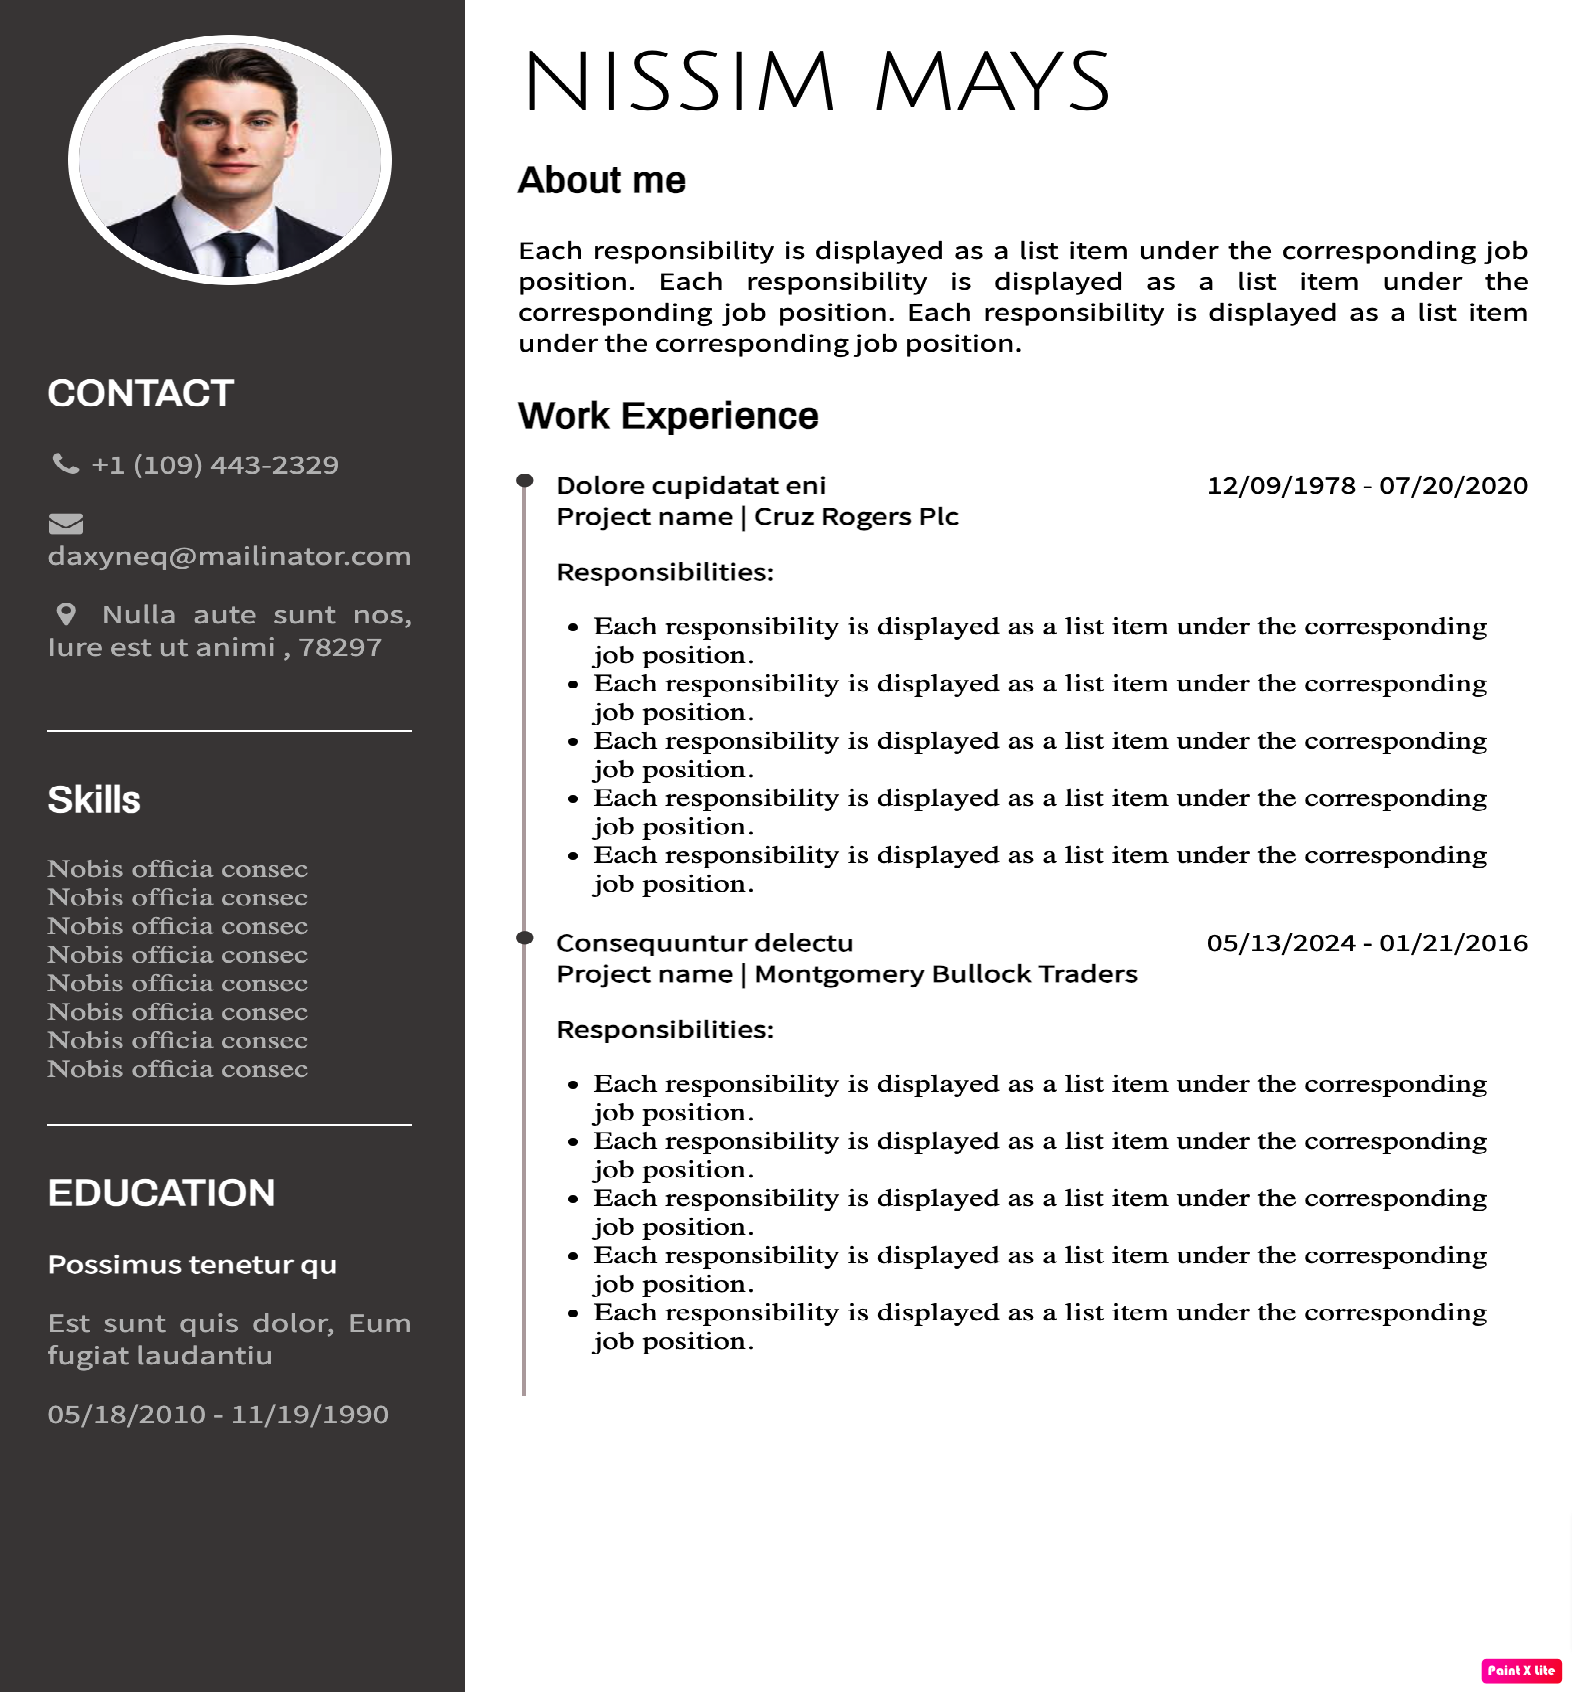 CONTACT
+1 (109) 443-2329
daxyneq@mailinator.com
Nulla aute sunt nos,
Iure est ut animi , 78297
Skills
Nobis officia consec
Nobis officia consec
Nobis officia consec
Nobis officia consec
Nobis officia consec
Nobis officia consec
Nobis officia consec
Nobis officia consec
EDUCATION
Possimus tenetur qu
Est sunt quis dolor, Eum
fugiat laudantiu
05/18/2010 - 11/19/1990
NISSIM MAYS
About me
Each responsibility is displayed as a list item under the corresponding job
position. Each responsibility is displayed as a list item under the
corresponding job position. Each responsibility is displayed as a list item
under the corresponding job position.
Work Experience
Dolore cupidatat eni 12/09/1978 - 07/20/2020
Project name | Cruz Rogers Plc
Responsibilities:
• Each responsibility is displayed as a list item under the corresponding
job position.
• Each responsibility is displayed as a list item under the corresponding
job position.
• Each responsibility is displayed as a list item under the corresponding
job position.
• Each responsibility is displayed as a list item under the corresponding
job position.
• Each responsibility is displayed as a list item under the corresponding
job position.
Consequuntur delectu 05/13/2024 - 01/21/2016
Project name | Montgomery Bullock Traders
Responsibilities:
• Each responsibility is displayed as a list item under the corresponding
job position.
• Each responsibility is displayed as a list item under the corresponding
job position.
• Each responsibility is displayed as a list item under the corresponding
job position.
• Each responsibility is displayed as a list item under the corresponding
job position.
• Each responsibility is displayed as a list item under the corresponding
job position.
Paint X Lite